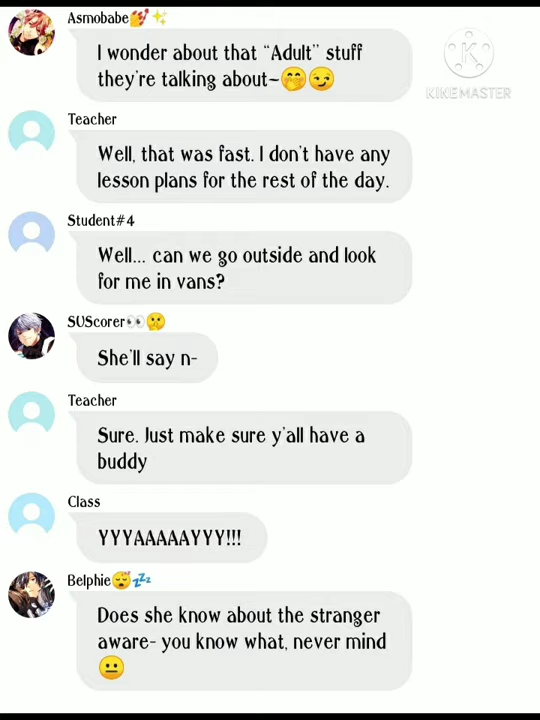 Asmobabe💅✨
I wonder about that “Adult” stuff
they're talking about~🤭😏
KINEMASTER
Teacher
Well, that was fast. I don't have any
lesson plans for the rest of the day.
Student#4
Well... can we go outside and look
for me in vans?
SUScorer👀🤫
She'll say n-
Teacher
Sure. Just make sure y'all have a
buddy
Class
YYYAAAAAYYY!!!
Belphie😴💤
Does she know about the stranger
aware- you know what, never mind
😐